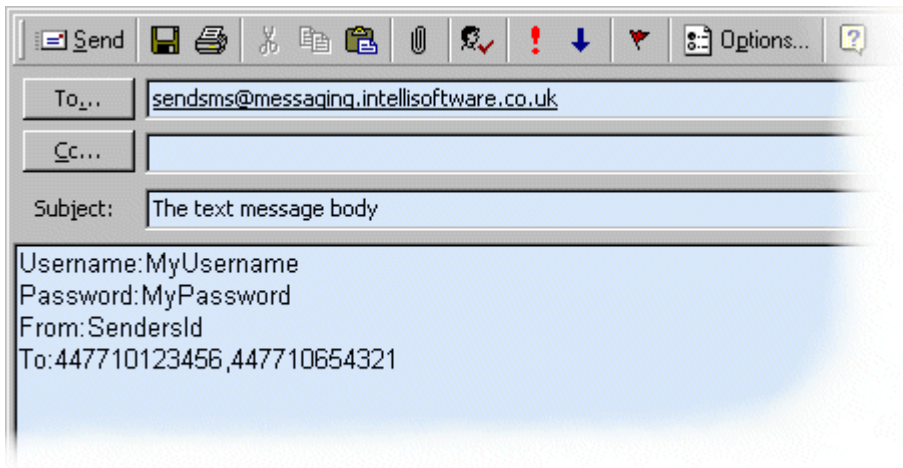 Send Options...
To... sendsms@messaging.intellisoftware.co.uk
Cc...
Subject: The text message body
Username:MyUsername
Password:MyPassword
From:SendersId
To:447710123456,447710654321